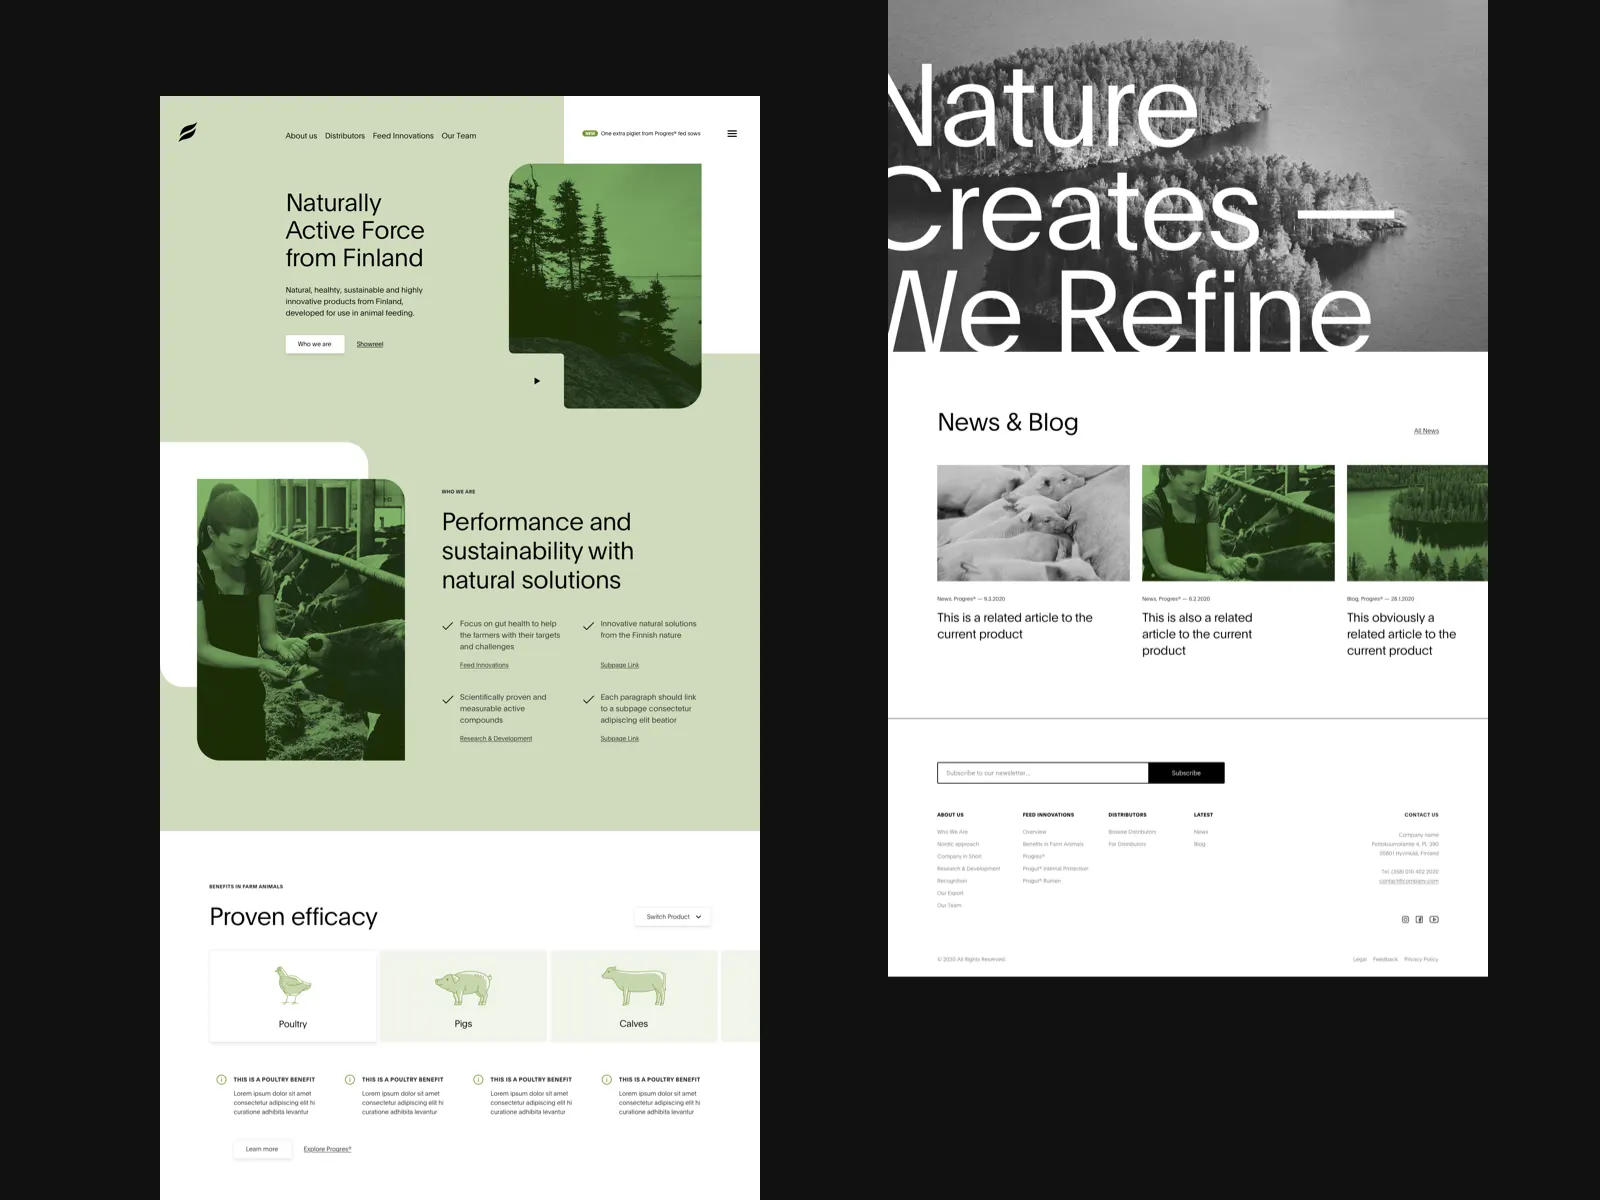 About us Distributors Feed Innovations Our Team
NEW One extra piglet from Progres® fed sows
Naturally
Active Force
from Finland
Natural, healhty, sustainable and highly
innovative products from Finland,
developed for use in animal feeding.
Who we are Showreel
WHO WE ARE
Performance and
sustainability with
natural solutions
Focus on gut health to help
the farmers with their targets
and challenges
Feed Innovations
Innovative natural solutions
from the Finnish nature
Subpage Link
Scientifically proven and
measurable active
compounds
Research & Development
Each paragraph should link
to a subpage consectetur
adipiscing elit beatior
Subpage Link
BENEFITS IN FARM ANIMALS
Proven efficacy
Switch Product
Poultry
Pigs
Calves
THIS IS A POULTRY BENEFIT
Lorem ipsum dolor sit amet
consectetur adipiscing elit hi
curatione adhibita levantur
THIS IS A POULTRY BENEFIT
Lorem ipsum dolor sit amet
consectetur adipiscing elit hi
curatione adhibita levantur
THIS IS A POULTRY BENEFIT
Lorem ipsum dolor sit amet
consectetur adipiscing elit hi
curatione adhibita levantur
THIS IS A POULTRY BENEFIT
Lorem ipsum dolor sit amet
consectetur adipiscing elit hi
curatione adhibita levantur
Learn more Explore Progres®
Nature
Creates —
We Refine
News & Blog
All News
News, Progres® — 9.3.2020
This is a related article to the
current product
News, Progres® — 6.2.2020
This is also a related
article to the current
product
Blog, Progres® — 28.1.2020
This obviously a
related article to the
current product
Subscribe to our newsletter...
Subscribe
ABOUT US
Who We Are
Nordic approach
Company in Short
Research & Development
Recognition
Our Export
Our Team
FEED INNOVATIONS
Overview
Benefits in Farm Animals
Progres®
Progut® Internal Protection
Progut® Rumen
DISTRIBUTORS
Browse Distributors
For Distributors
LATEST
News
Blog
CONTACT US
Company name
05801 Hyvinkää, Finland
Tel. (358) 010 402 2020
contact@company.com
© 2020 All Rights Reserved.
Legal Feedback Privacy Policy